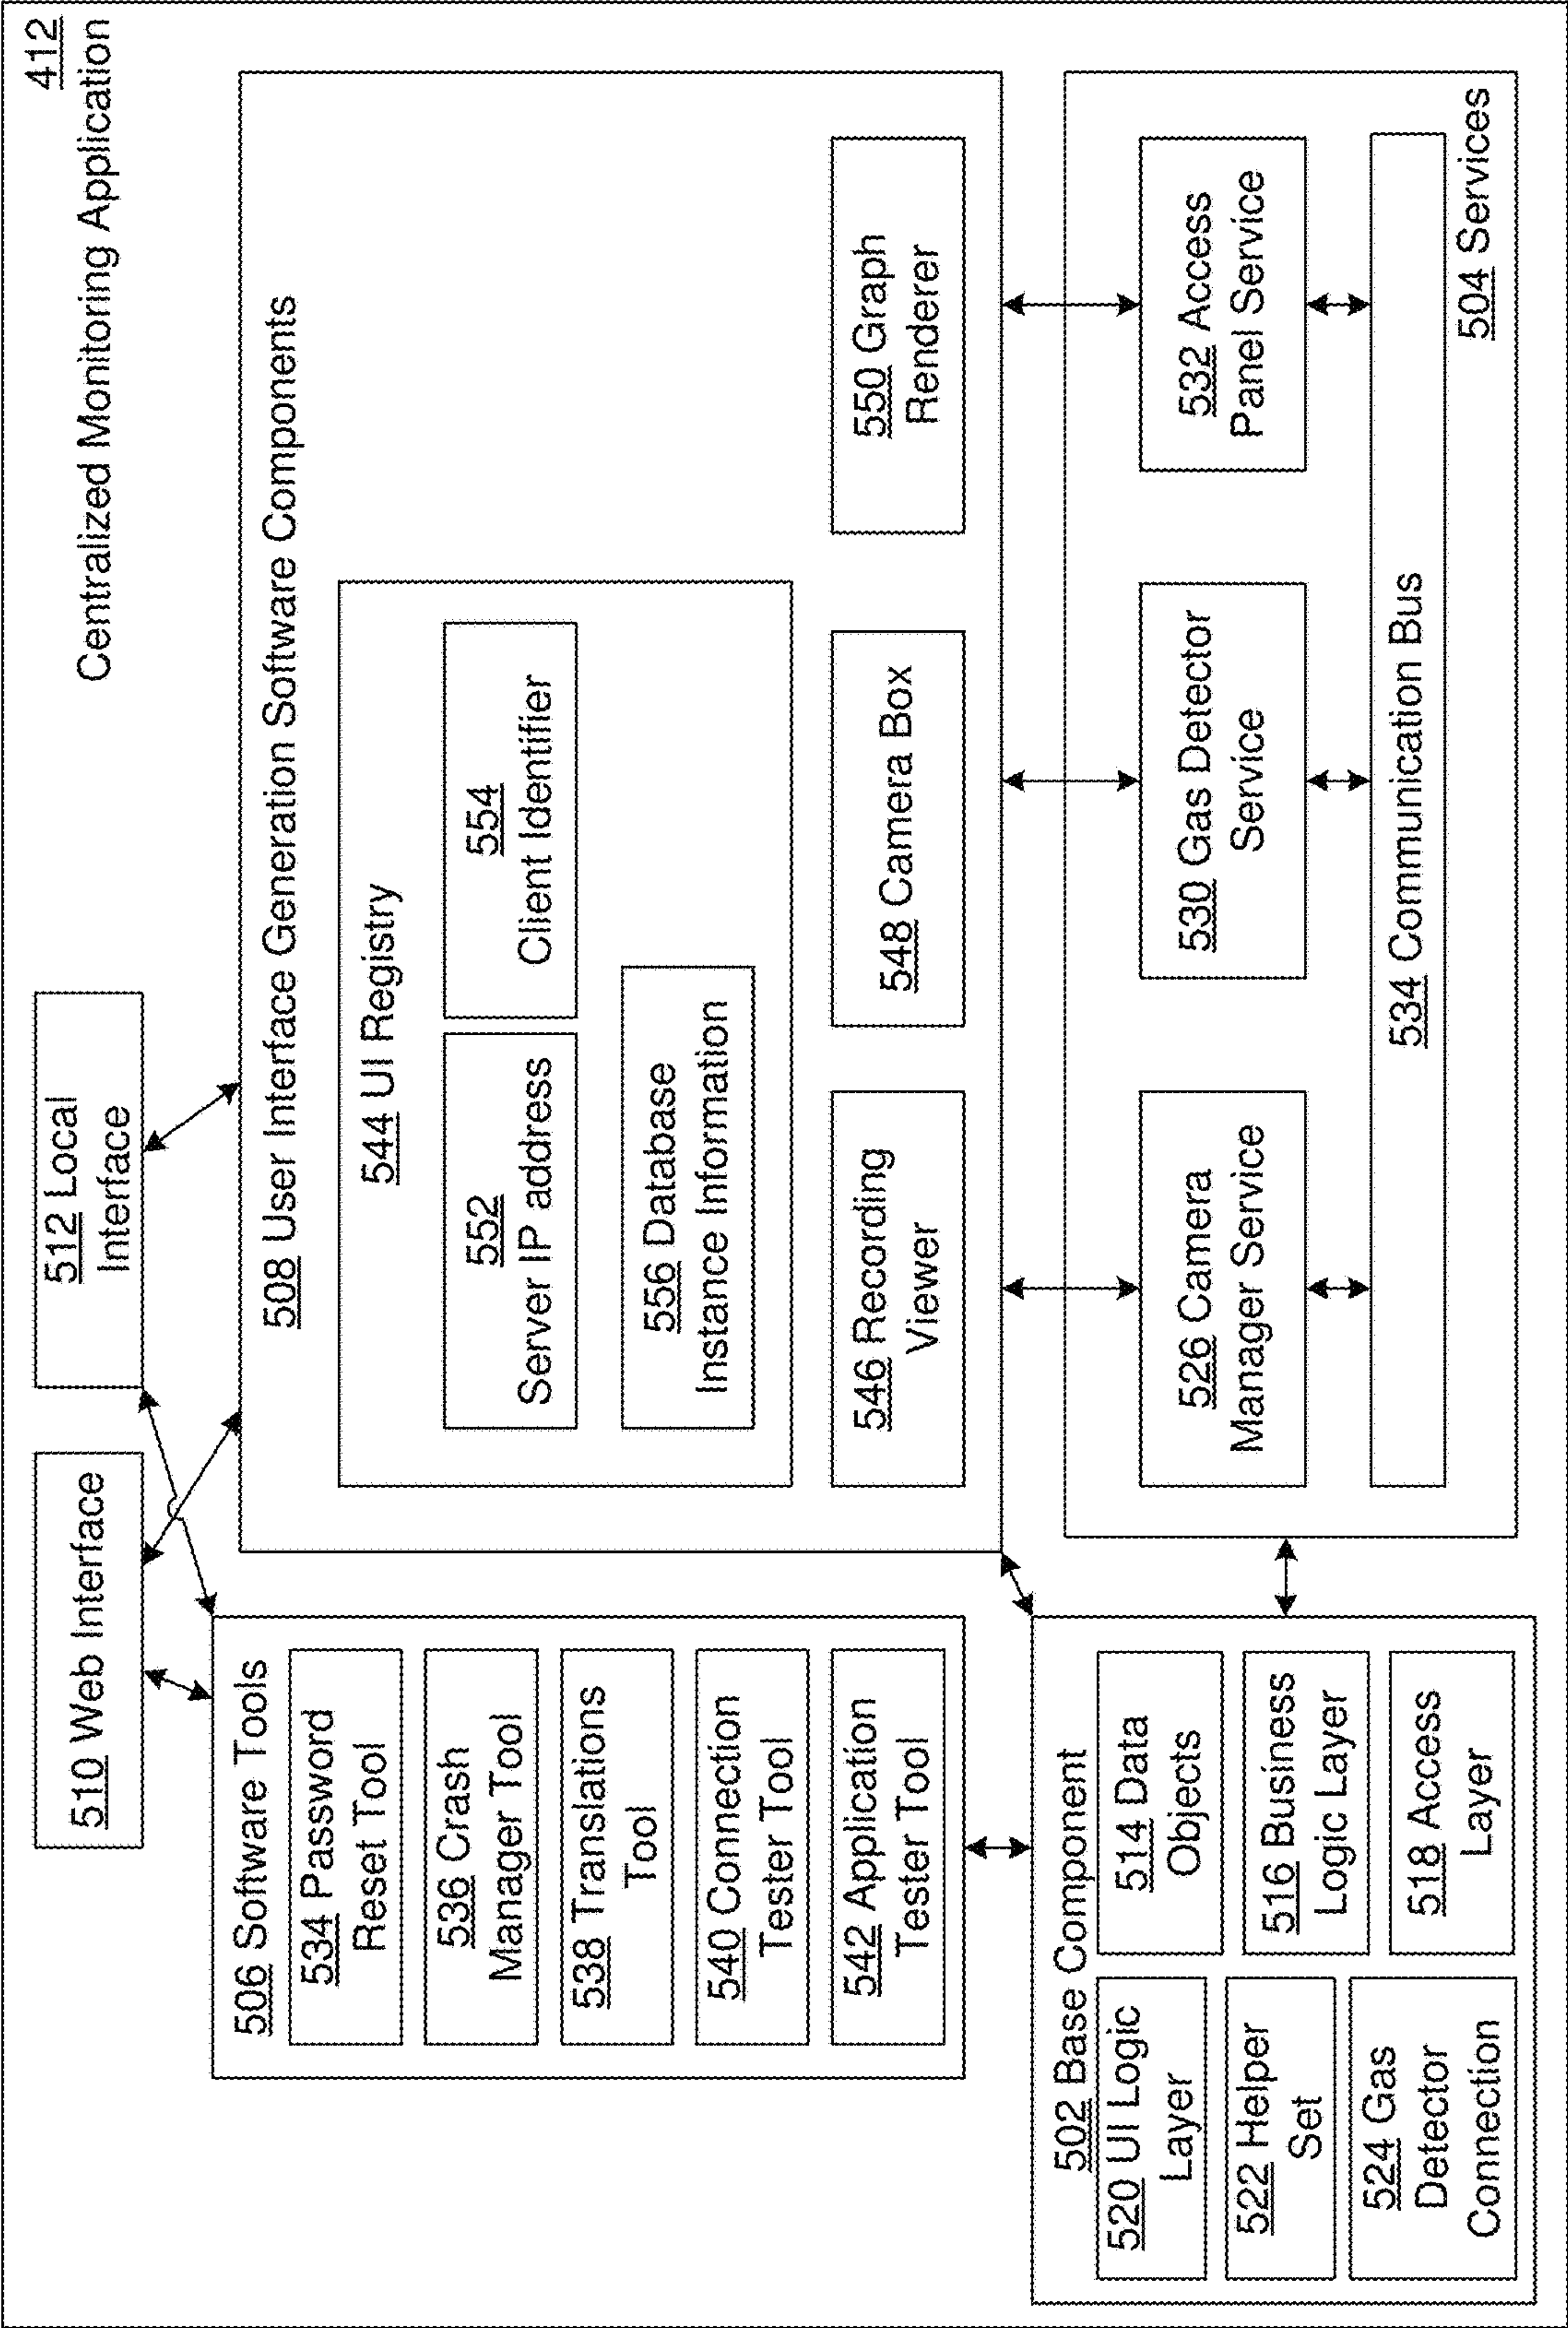 412
Centralized Monitoring Application
510 Web Interface
512 Local
Interface
506 Software Tools
534 Password
Reset Tool
536 Crash
Manager Tool
538 Translations
Tool
540 Connection
Tester Tool
542 Application
Tester Tool
508 User Interface Generation Software Components
544 UI Registry
552
Server IP address
554
Client Identifier
556 Database
Instance Information
546 Recording
Viewer
548 Camera Box
550 Graph
Renderer
502 Base Component
520 UI Logic
Layer
522 Helper
Set
524 Gas
Detector
Connection
514 Data
Objects
516 Business
Logic Layer
518 Access
Layer
526 Camera
Manager Service
530 Gas Detector
Service
532 Access
Panel Service
534 Communication Bus
504 Services